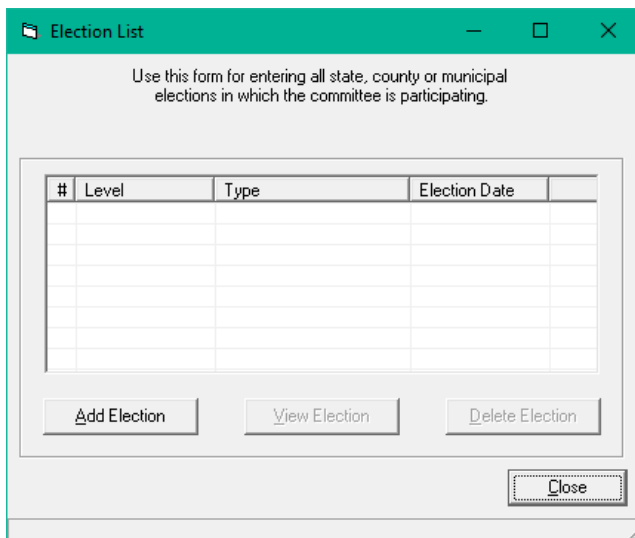 Election List
Use this form for entering all state, county or municipal
elections in which the committee is participating.
# Level Type Election Date
Add Election View Election Delete Election
Close